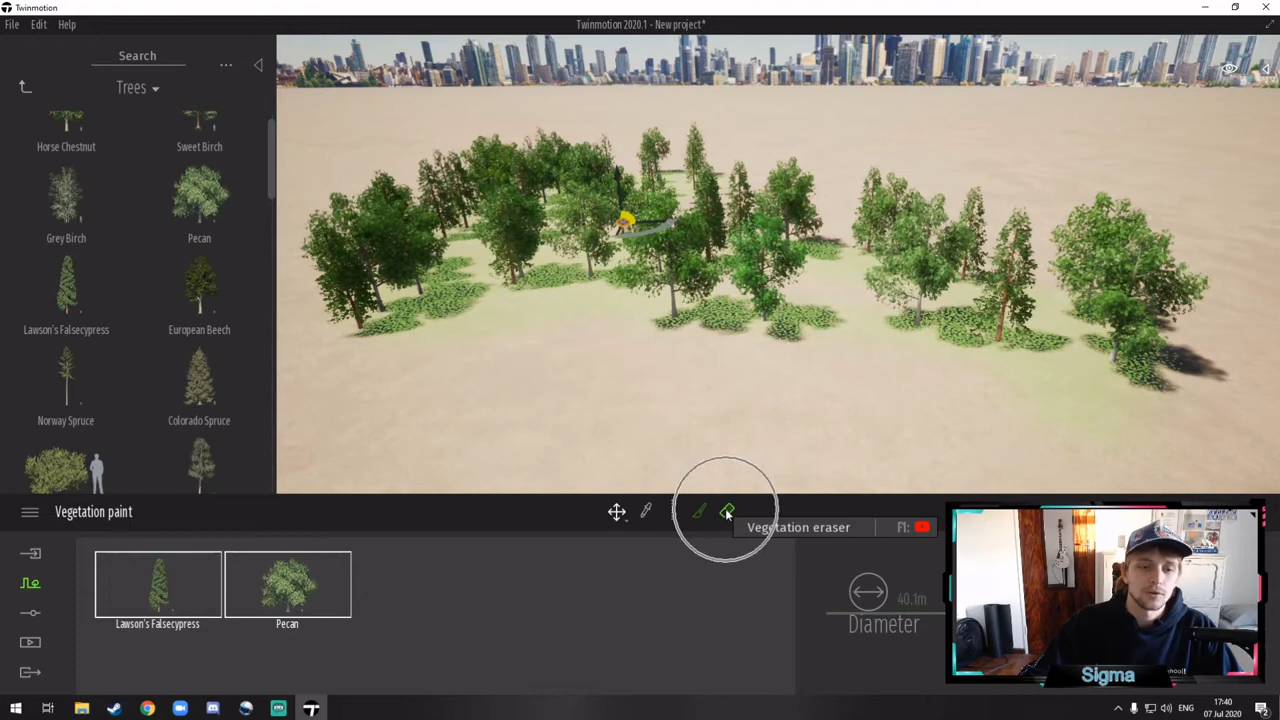 Twinmotion
File Edit Help
Twinmotion 2020.1 - New project*
Search
...
Trees
Horse Chestnut
Sweet Birch
Grey Birch
Pecan
Lawson's Falsecypress
European Beech
Norway Spruce
Colorado Spruce
Vegetation paint
Vegetation eraser F1:
Lawson's Falsecypress
Pecan
40.1m
Diameter
Sigma
ENG
17:40
07 Jul 2020
2